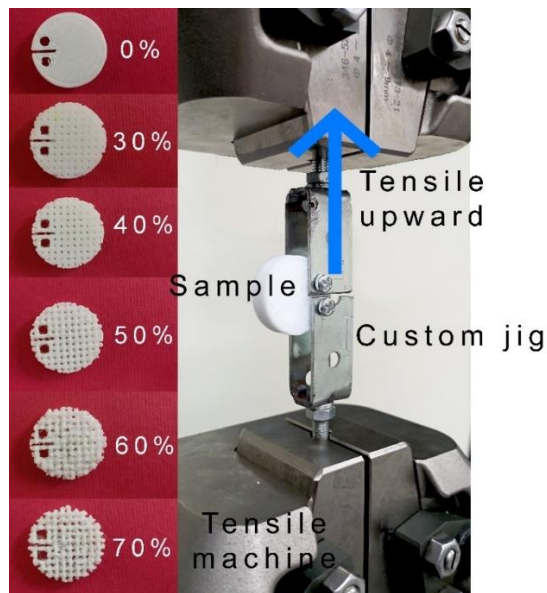 0%
30%
40%
50%
60%
70%
Tensile
upward
Sample
Custom jig
Tensile
machine